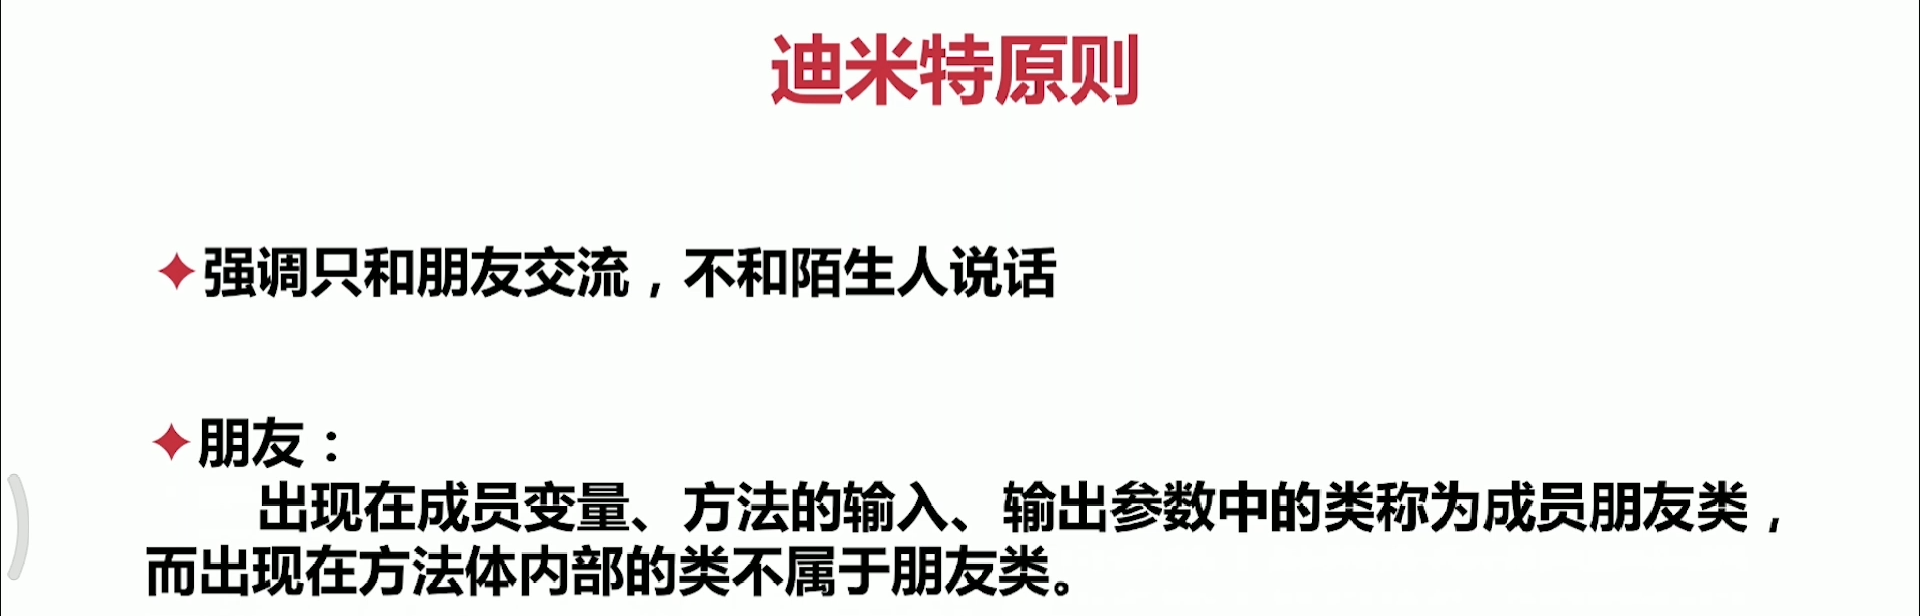 迪米特原则
强调只和朋友交流，不和陌生人说话
朋友：
出现在成员变量、方法的输入、输出参数中的类称为成员朋友类，
而出现在方法体内部的类不属于朋友类。